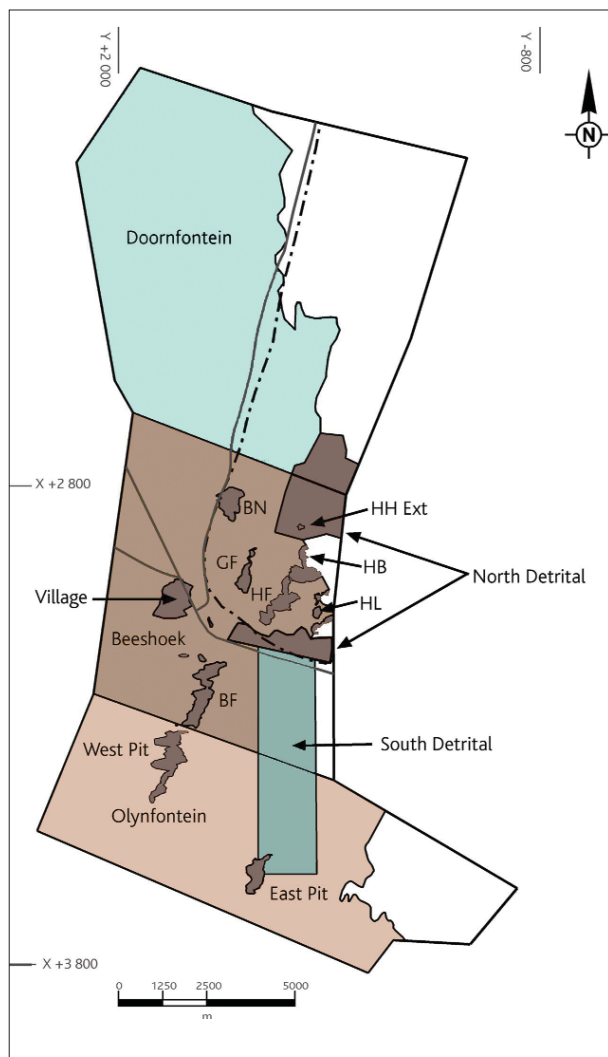 Y +2 000
Y -800
N
Doornfontein
X +2 800
BN
HH Ext
GF
HB
HF
North Detrital
Village
HL
Beeshoek
BF
South Detrital
West Pit
Olynfontein
East Pit
X +3 800
0 1250 2500 5000
m